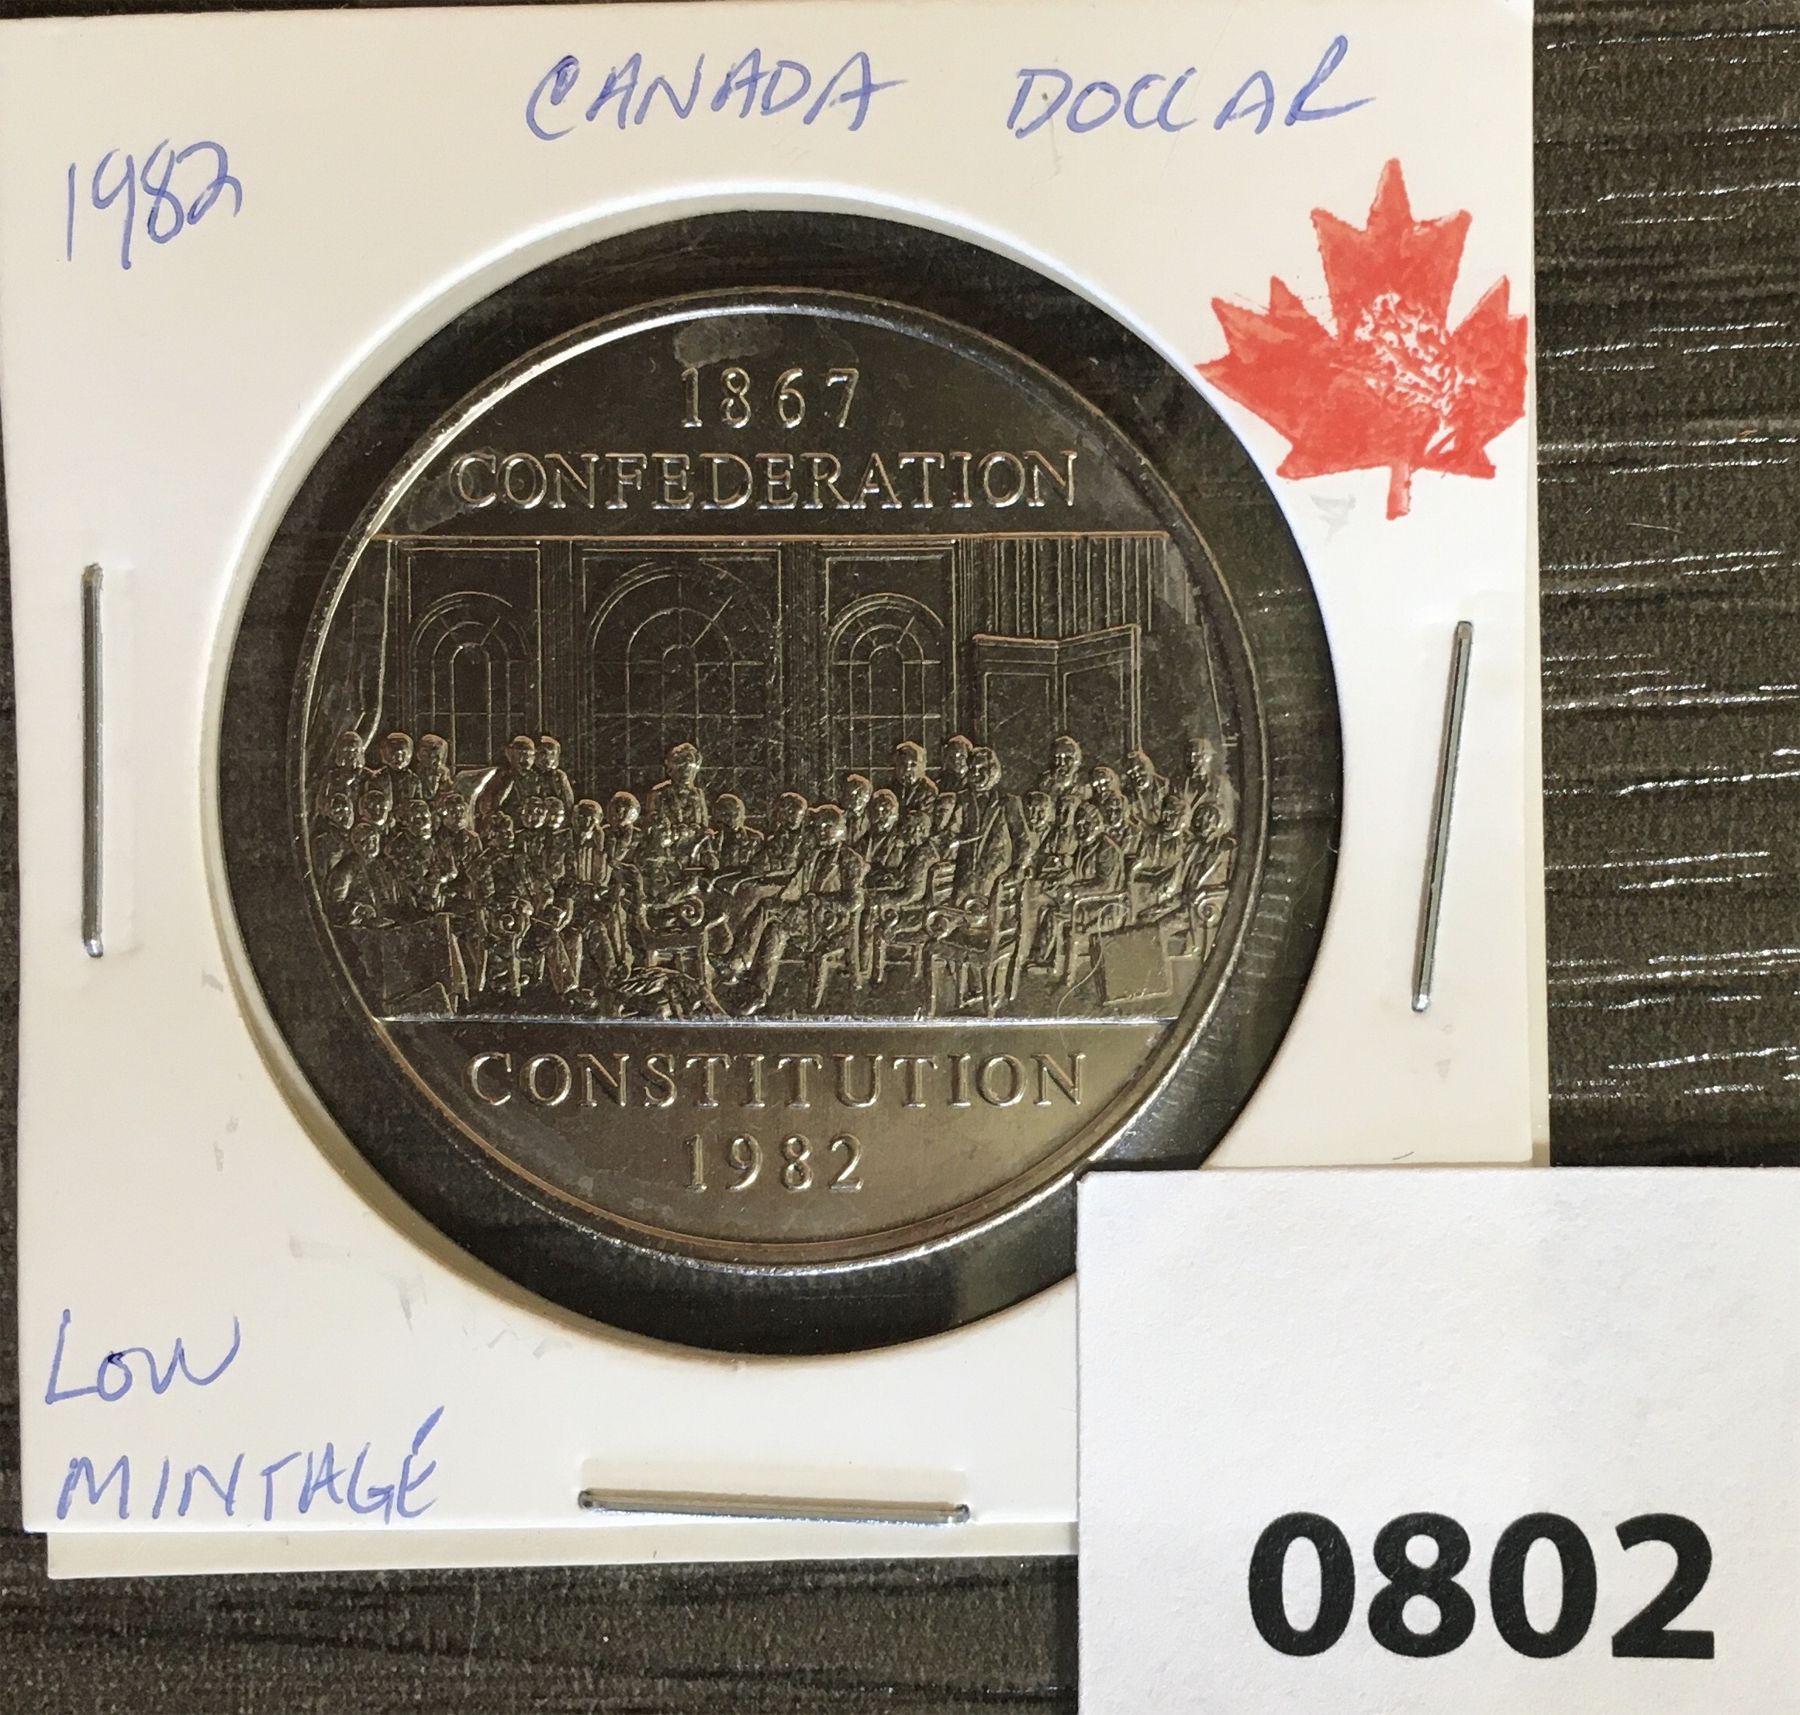 CANADA DOLLAR
1982
1867
CONFEDERATION
CONSTITUTION
1982
LOW
MINTAGE
0802